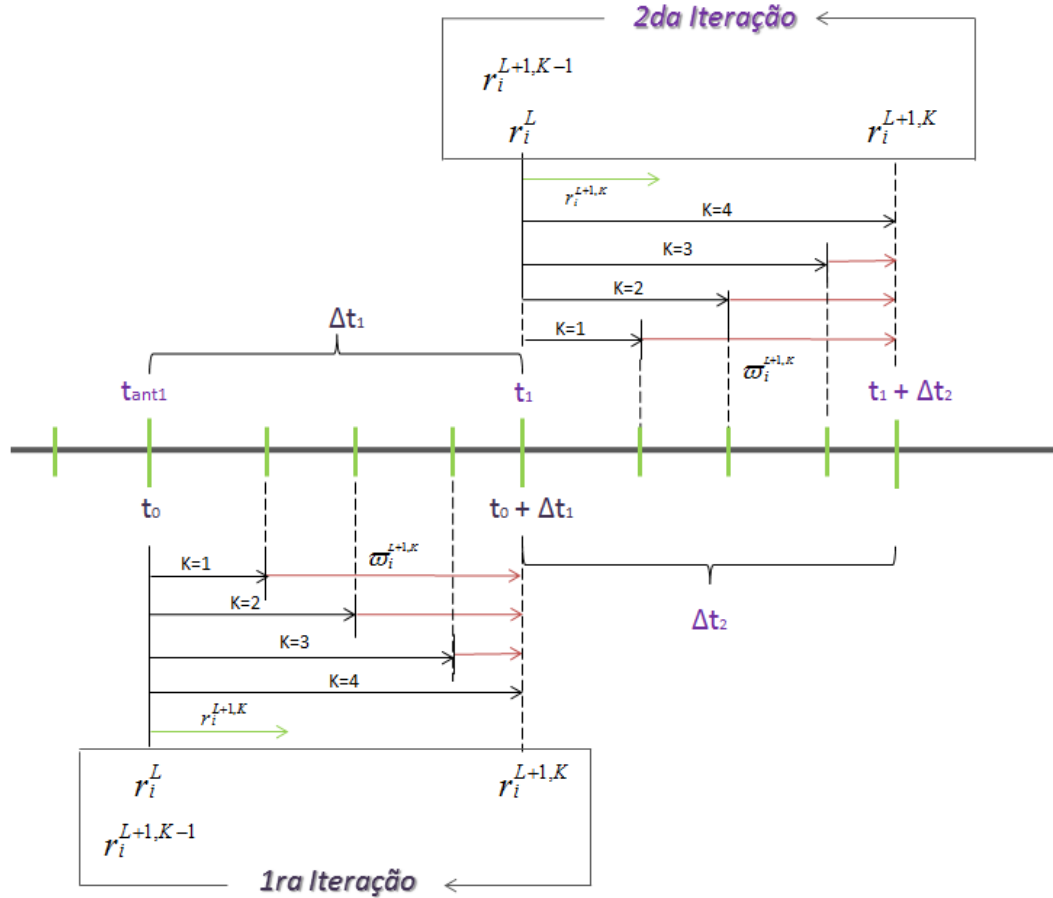 2da Iteração
r_i^{L+1,K-1}
r_i^L r_i^{L+1,K}
r_i^{L+1,K}
K=4
K=3
K=2
K=1
Δt₁
ϖ_i^{L+1,K}
t_{ant1} t₁ t₁ + Δt₂
t₀ t₀ + Δt₁
K=1
ϖ_i^{L+1,K}
K=2
Δt₂
K=3
K=4
r_i^{L+1,K}
r_i^L r_i^{L+1,K}
r_i^{L+1,K-1}
1ra Iteração